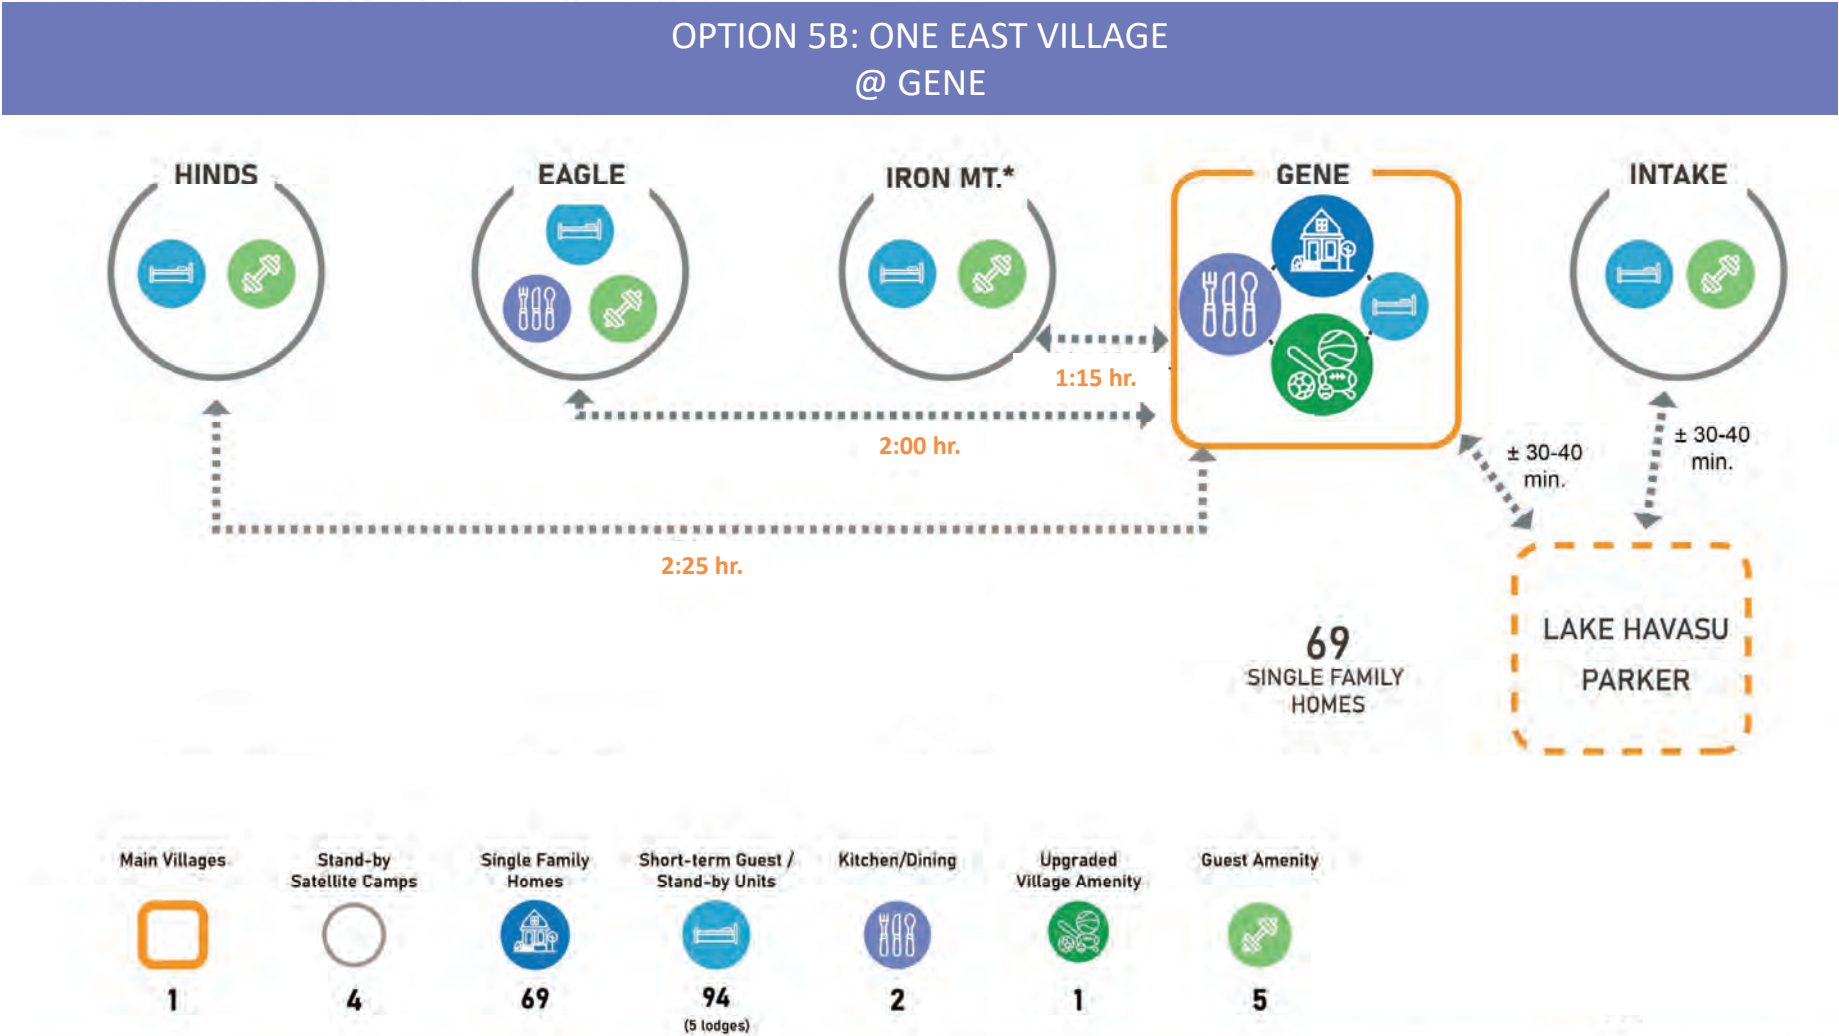 OPTION 5B: ONE EAST VILLAGE
@ GENE
HINDS
EAGLE
IRON MT.*
GENE
INTAKE
1:15 hr.
2:00 hr.
2:25 hr.
± 30-40
min.
± 30-40
min.
69
SINGLE FAMILY
HOMES
LAKE HAVASU
PARKER
Main Villages
1
Stand-by
Satellite Camps
4
Single Family
Homes
69
Short-term Guest /
Stand-by Units
94
(5 lodges)
Kitchen/Dining
2
Upgraded
Village Amenity
1
Guest Amenity
5